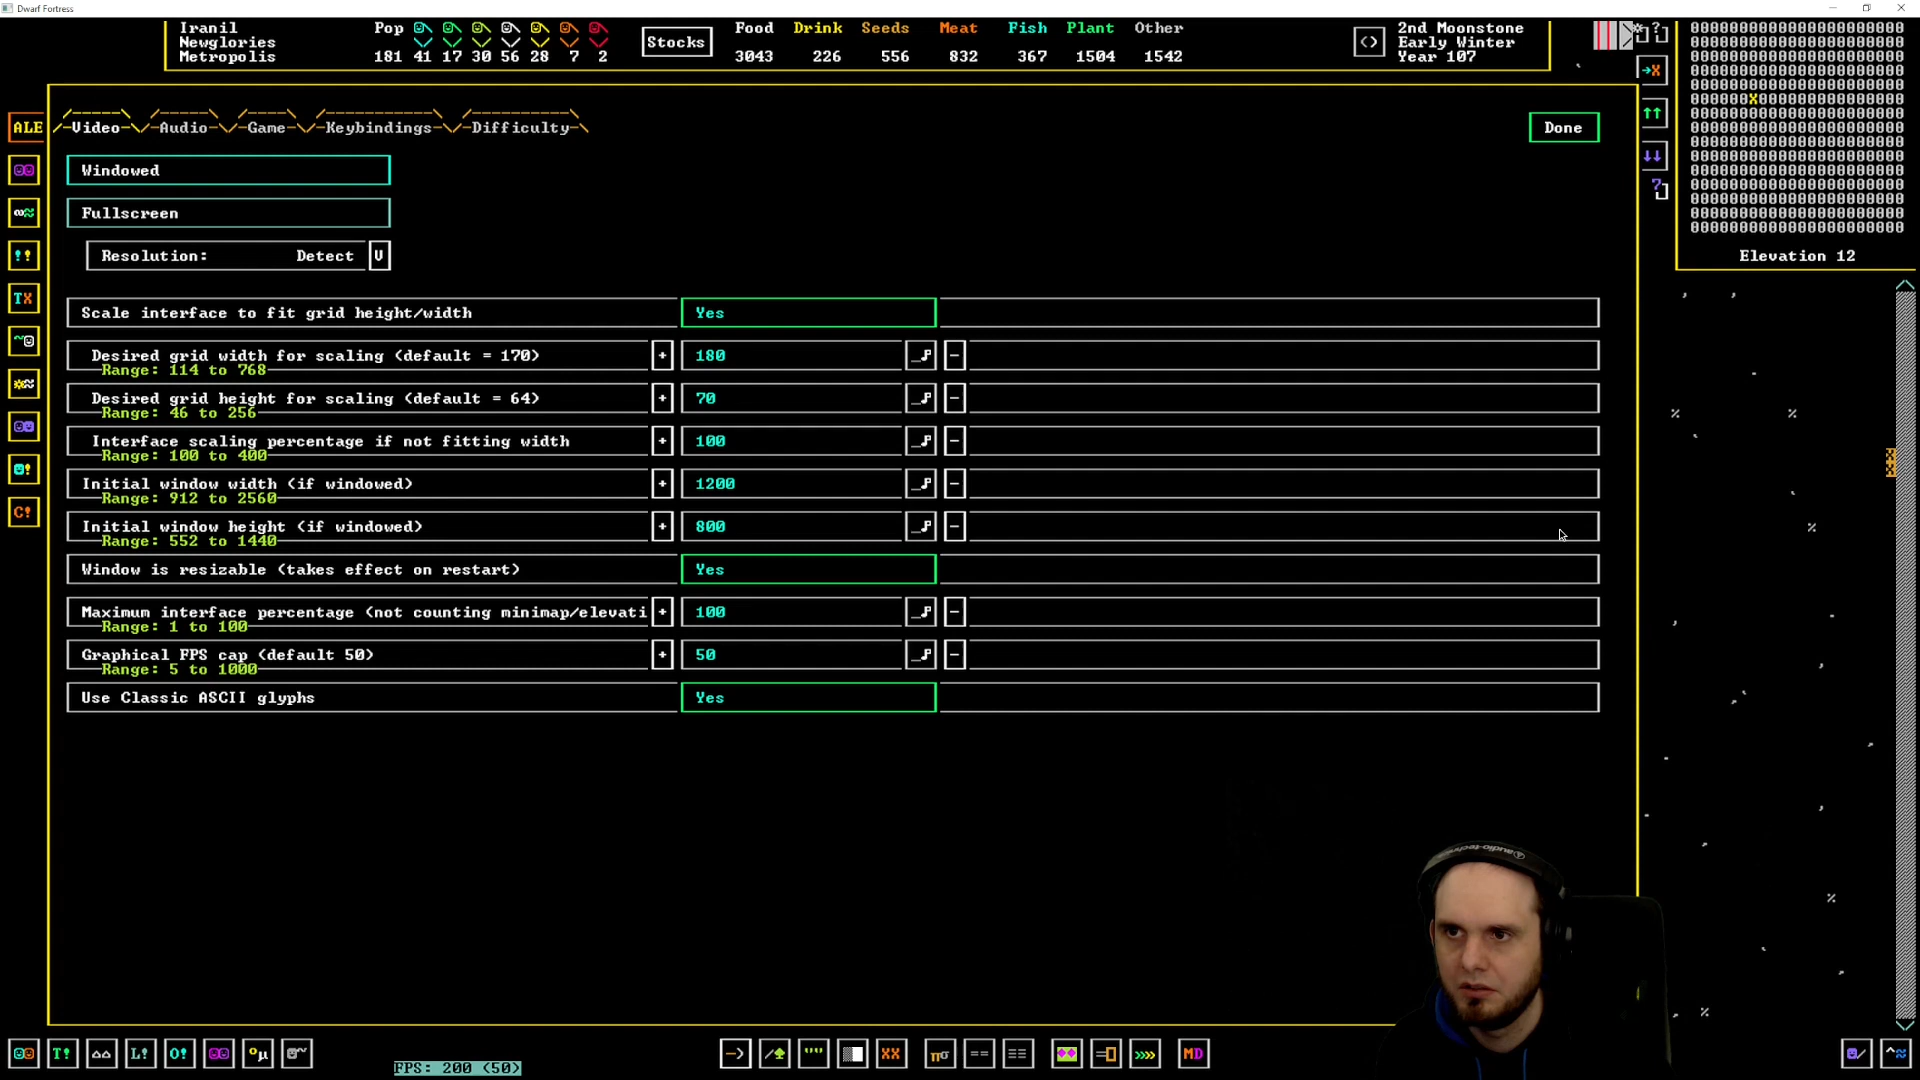 Dwarf Fortress
Iranil
Newglories
Metropolis
Pop
181 41 17 30 56 28 7 2
Stocks
Food Drink Seeds Meat Fish Plant Other
3043 226 556 832 367 1504 1542
2nd Moonstone
Early Winter
Year 107
Elevation 12
ALE
Video Audio Game Keybindings Difficulty
Done
Windowed
Fullscreen
Resolution: Detect
Scale interface to fit grid height/width Yes
Desired grid width for scaling (default = 170) + 180 -
Range: 114 to 768
Desired grid height for scaling (default = 64) + 70 -
Range: 46 to 256
Interface scaling percentage if not fitting width + 100 -
Range: 100 to 400
Initial window width (if windowed) + 1200 -
Range: 912 to 2560
Initial window height (if windowed) + 800 -
Range: 552 to 1440
Window is resizable (takes effect on restart) Yes
Maximum interface percentage (not counting minimap/elevati + 100 -
Range: 1 to 100
Graphical FPS cap (default 50) + 50 -
Range: 5 to 1000
Use Classic ASCII glyphs Yes
TX
C!
T! L! O! °µ
XX πσ == MD
FPS: 200 (50)